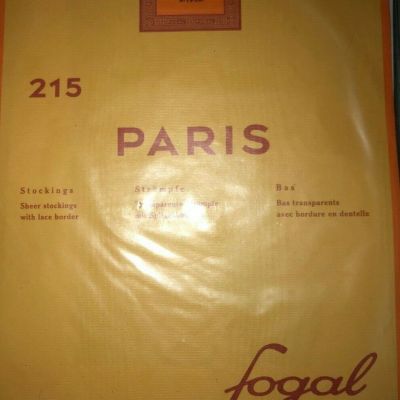 215
PARIS
Stockings
Sheer stockings
with lace border
Strümpfe
Bas
Bas transparents
avec bordure en dentelle
fogal